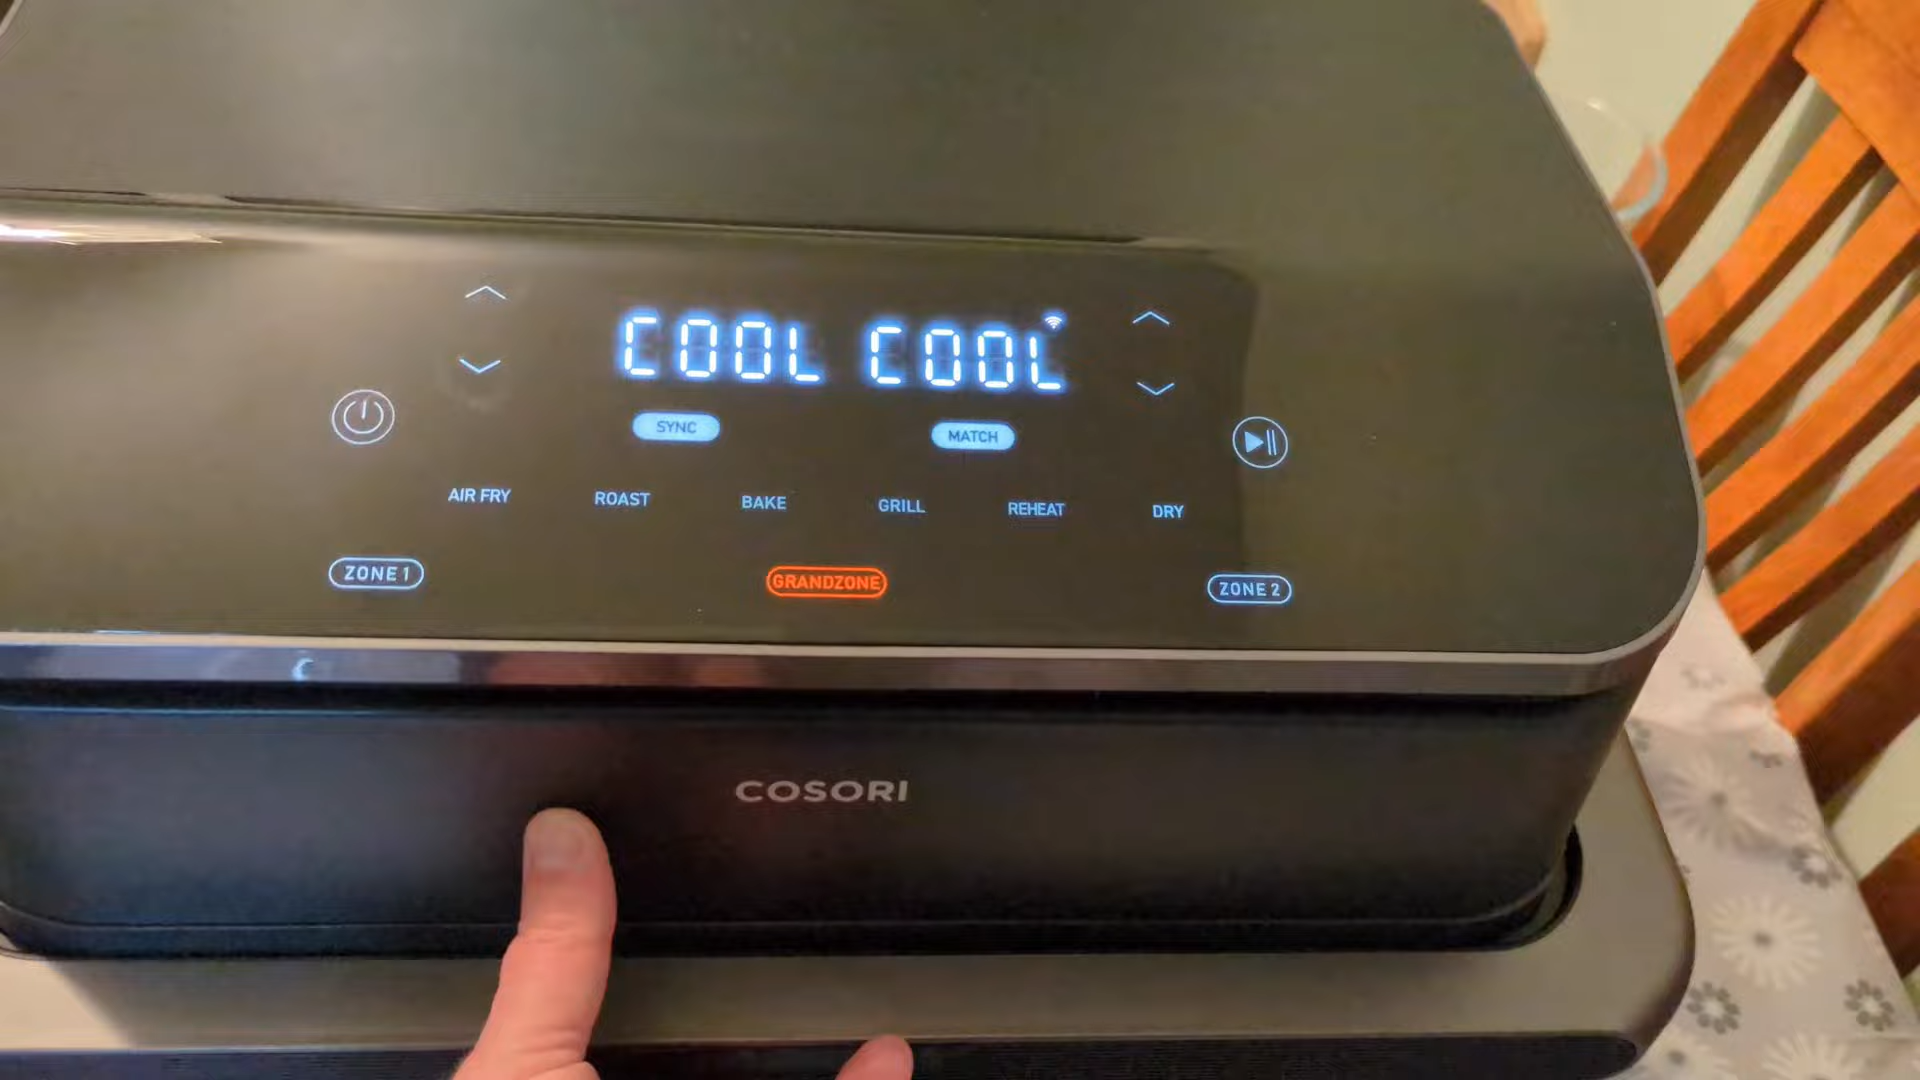 COOL COOL
SYNC MATCH
AIR FRY ROAST BAKE GRILL REHEAT DRY
ZONE 1 GRANDZONE ZONE 2
COSORI